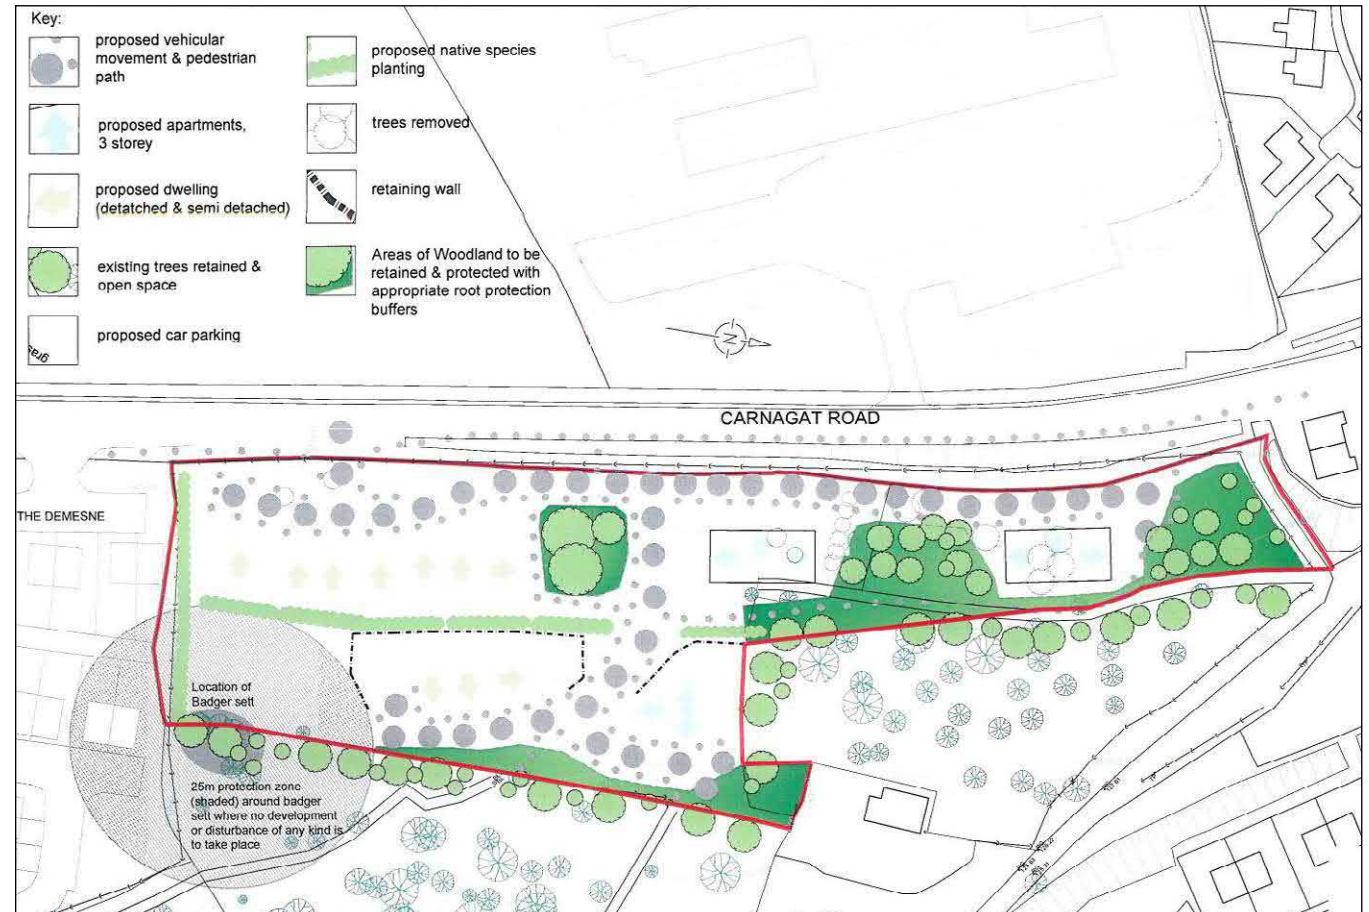 Key:
proposed vehicular
movement & pedestrian
path
proposed apartments,
3 storey
proposed dwelling
(detatched & semi detached)
existing trees retained &
open space
gras
proposed car parking
proposed native species
planting
trees removed
retaining wall
Areas of Woodland to be
retained & protected with
appropriate root protection
buffers
N
CARNAGAT ROAD
THE DEMESNE
Location of
Badger sett
25m protection zone
(shaded) around badger
sett where no development
or disturbance of any kind is
to take place